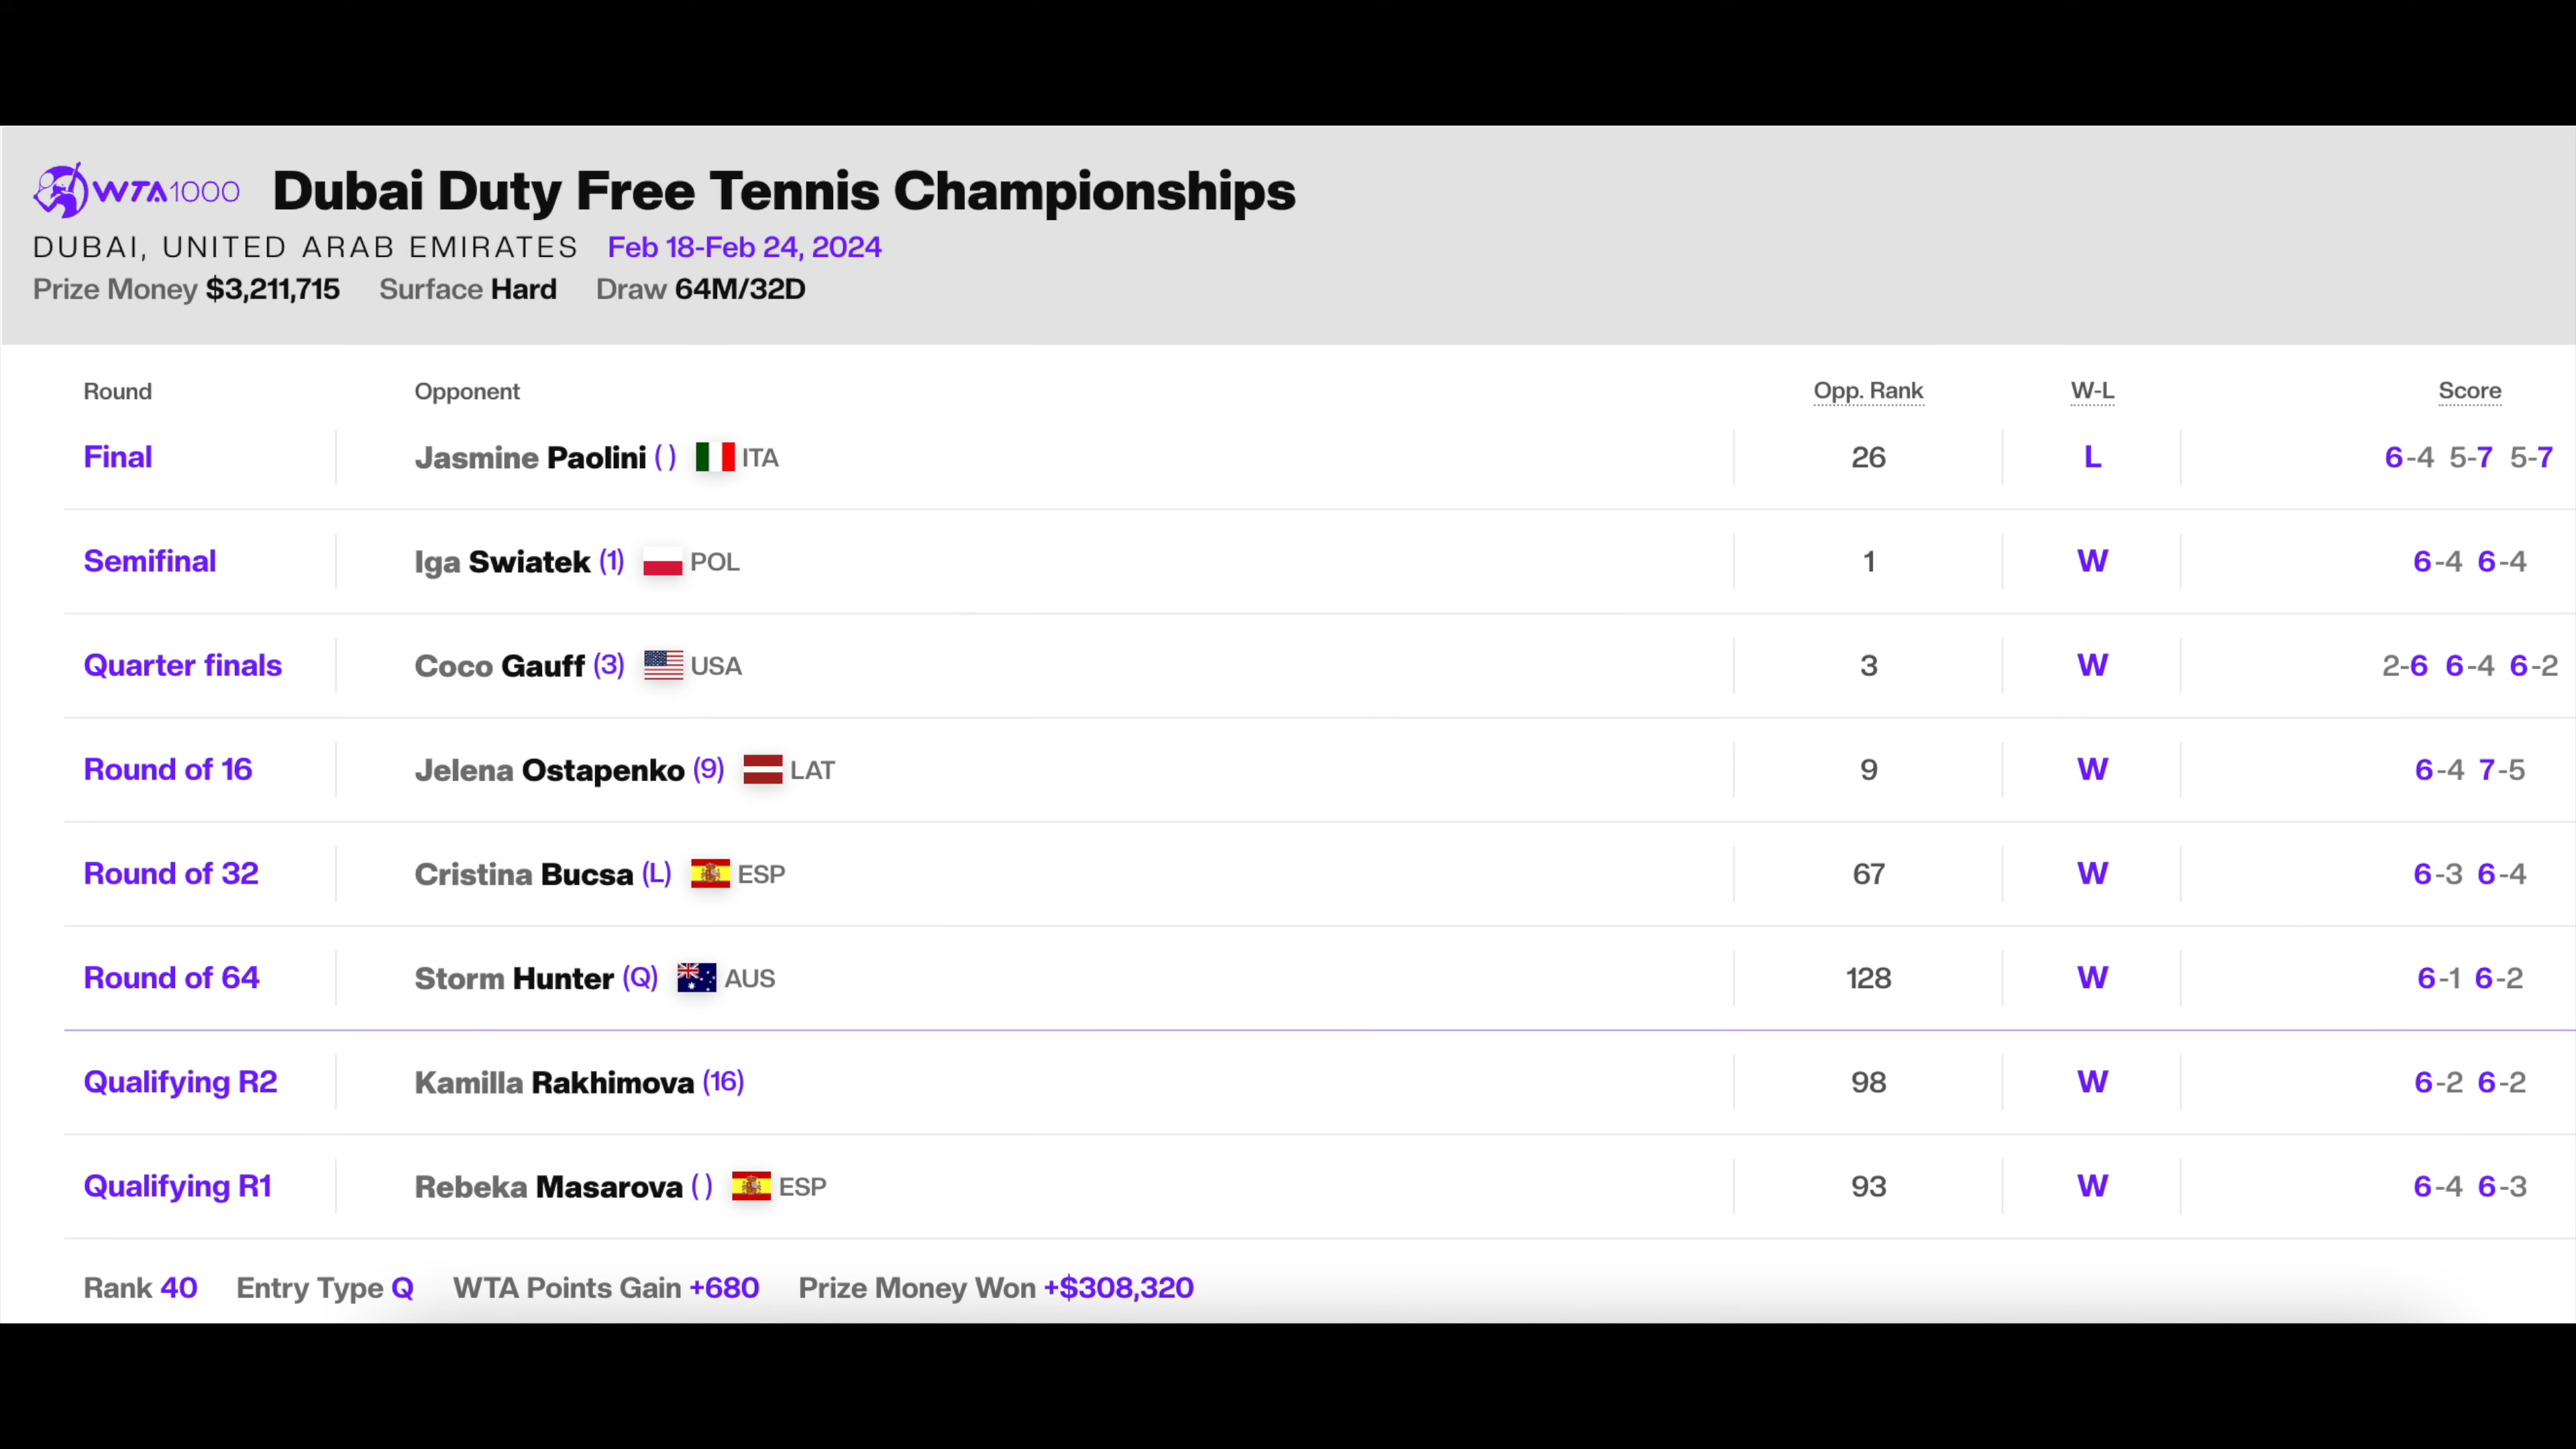 WTA1000 Dubai Duty Free Tennis Championships
DUBAI, UNITED ARAB EMIRATES Feb 18-Feb 24, 2024
Prize Money $3,211,715 Surface Hard Draw 64M/32D
Round Opponent Opp. Rank W-L Score
Final Jasmine Paolini () ITA 26 L 6-4 5-7 5-7
Semifinal Iga Swiatek (1) POL 1 W 6-4 6-4
Quarter finals Coco Gauff (3) USA 3 W 2-6 6-4 6-2
Round of 16 Jelena Ostapenko (9) LAT 9 W 6-4 7-5
Round of 32 Cristina Bucsa (L) ESP 67 W 6-3 6-4
Round of 64 Storm Hunter (Q) AUS 128 W 6-1 6-2
Qualifying R2 Kamilla Rakhimova (16) 98 W 6-2 6-2
Qualifying R1 Rebeka Masarova () ESP 93 W 6-4 6-3
Rank 40 Entry Type Q WTA Points Gain +680 Prize Money Won +$308,320